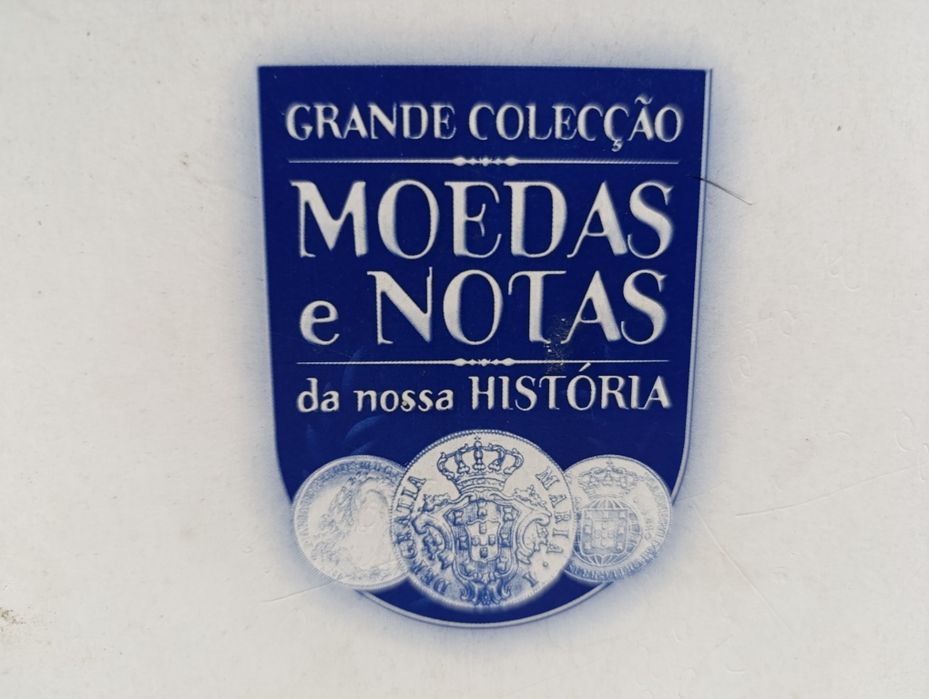 GRANDE COLECÇÃO
MOEDAS
e NOTAS
da nossa HISTÓRIA
MARIA · I
DEI GRATIA